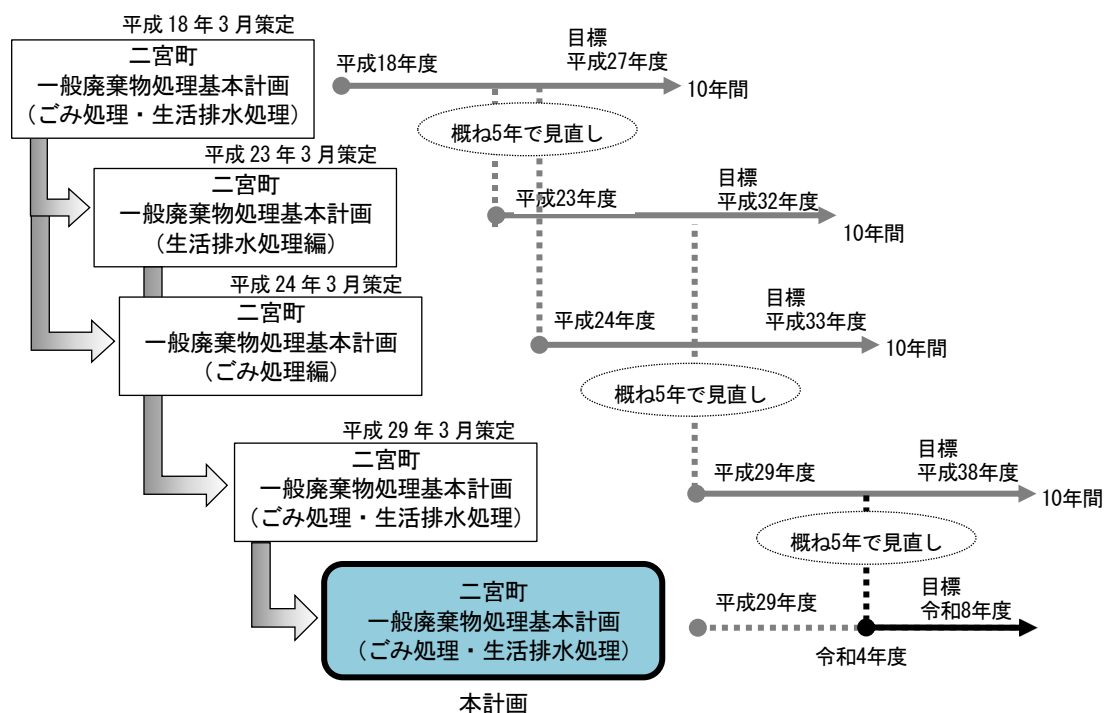 平成 18 年 3 月策定
二宮町
一般廃棄物処理基本計画
（ごみ処理・生活排水処理）
平成18年度
目標
平成27年度
10年間
概ね5年で見直し
平成 23 年 3 月策定
二宮町
一般廃棄物処理基本計画
（生活排水処理編）
平成23年度
目標
平成32年度
10年間
平成 24 年 3 月策定
二宮町
一般廃棄物処理基本計画
（ごみ処理編）
平成24年度
目標
平成33年度
10年間
概ね5年で見直し
平成 29 年 3 月策定
二宮町
一般廃棄物処理基本計画
（ごみ処理・生活排水処理）
平成29年度
目標
平成38年度
10年間
概ね5年で見直し
二宮町
一般廃棄物処理基本計画
（ごみ処理・生活排水処理）
本計画
平成29年度
目標
令和8年度
令和4年度